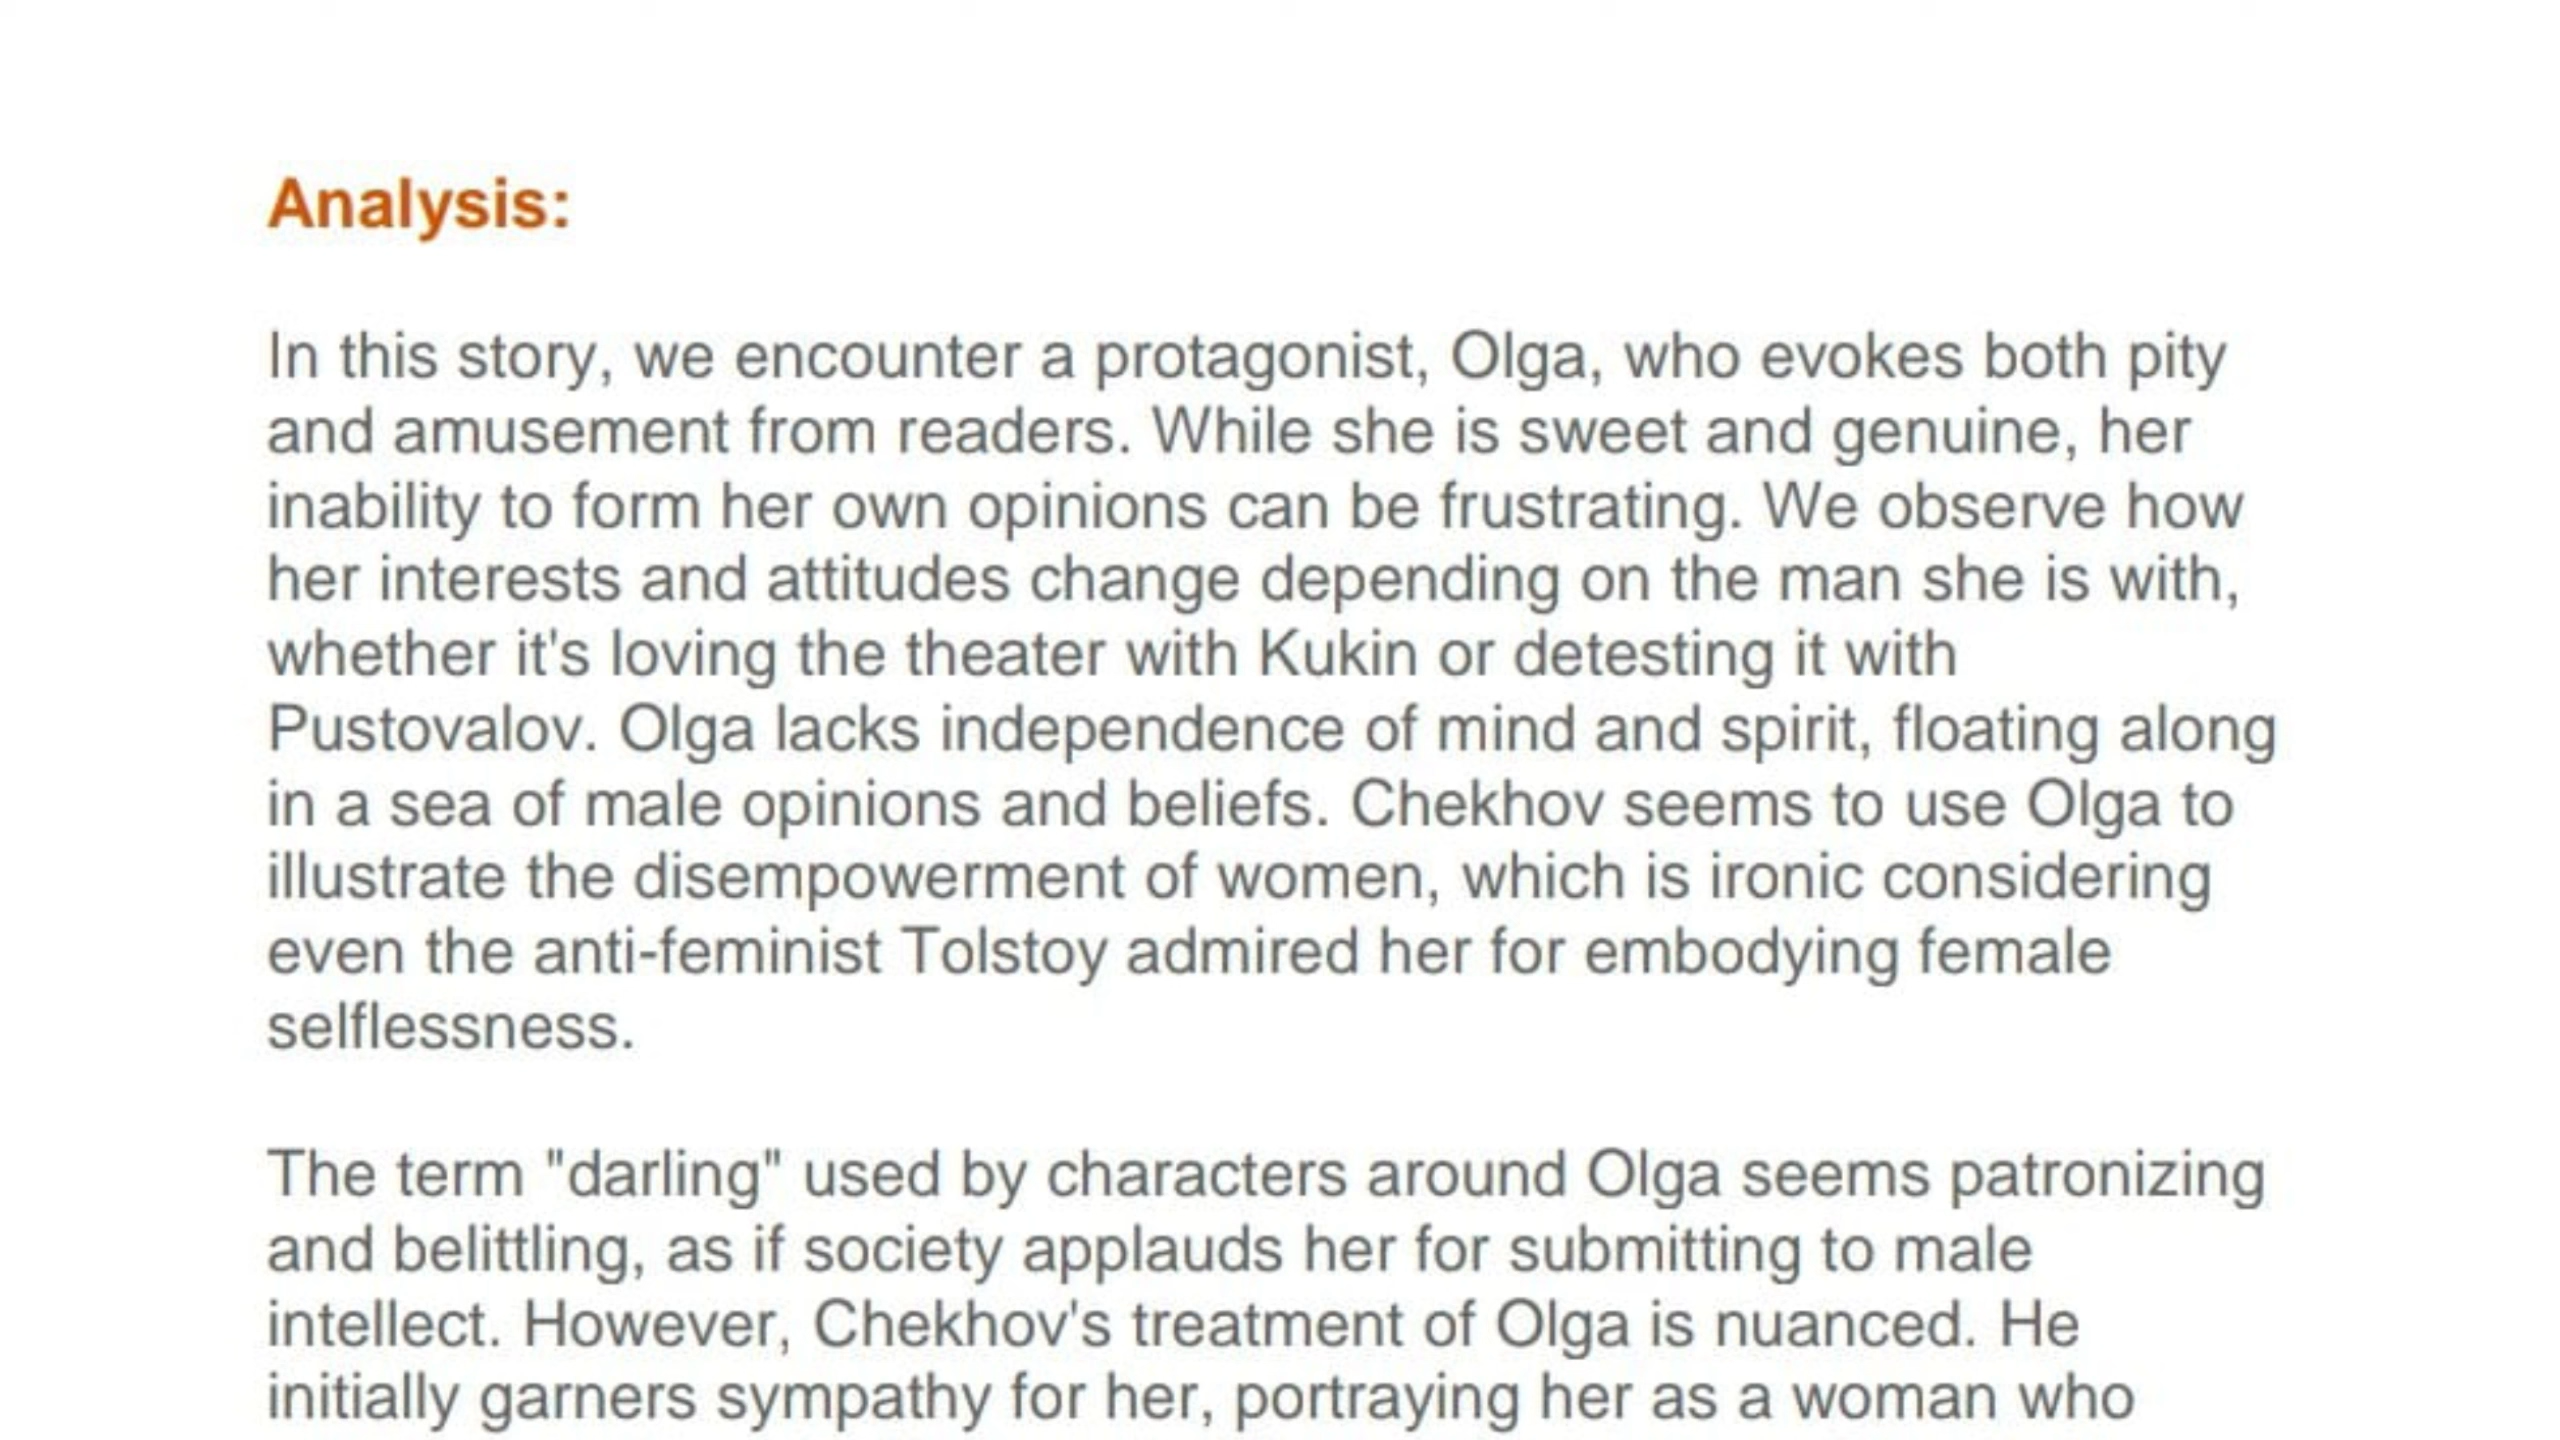 Analysis:
In this story, we encounter a protagonist, Olga, who evokes both pity
and amusement from readers. While she is sweet and genuine, her
inability to form her own opinions can be frustrating. We observe how
her interests and attitudes change depending on the man she is with,
whether it's loving the theater with Kukin or detesting it with
Pustovalov. Olga lacks independence of mind and spirit, floating along
in a sea of male opinions and beliefs. Chekhov seems to use Olga to
illustrate the disempowerment of women, which is ironic considering
even the anti-feminist Tolstoy admired her for embodying female
selflessness.
The term "darling" used by characters around Olga seems patronizing
and belittling, as if society applauds her for submitting to male
intellect. However, Chekhov's treatment of Olga is nuanced. He
initially garners sympathy for her, portraying her as a woman who